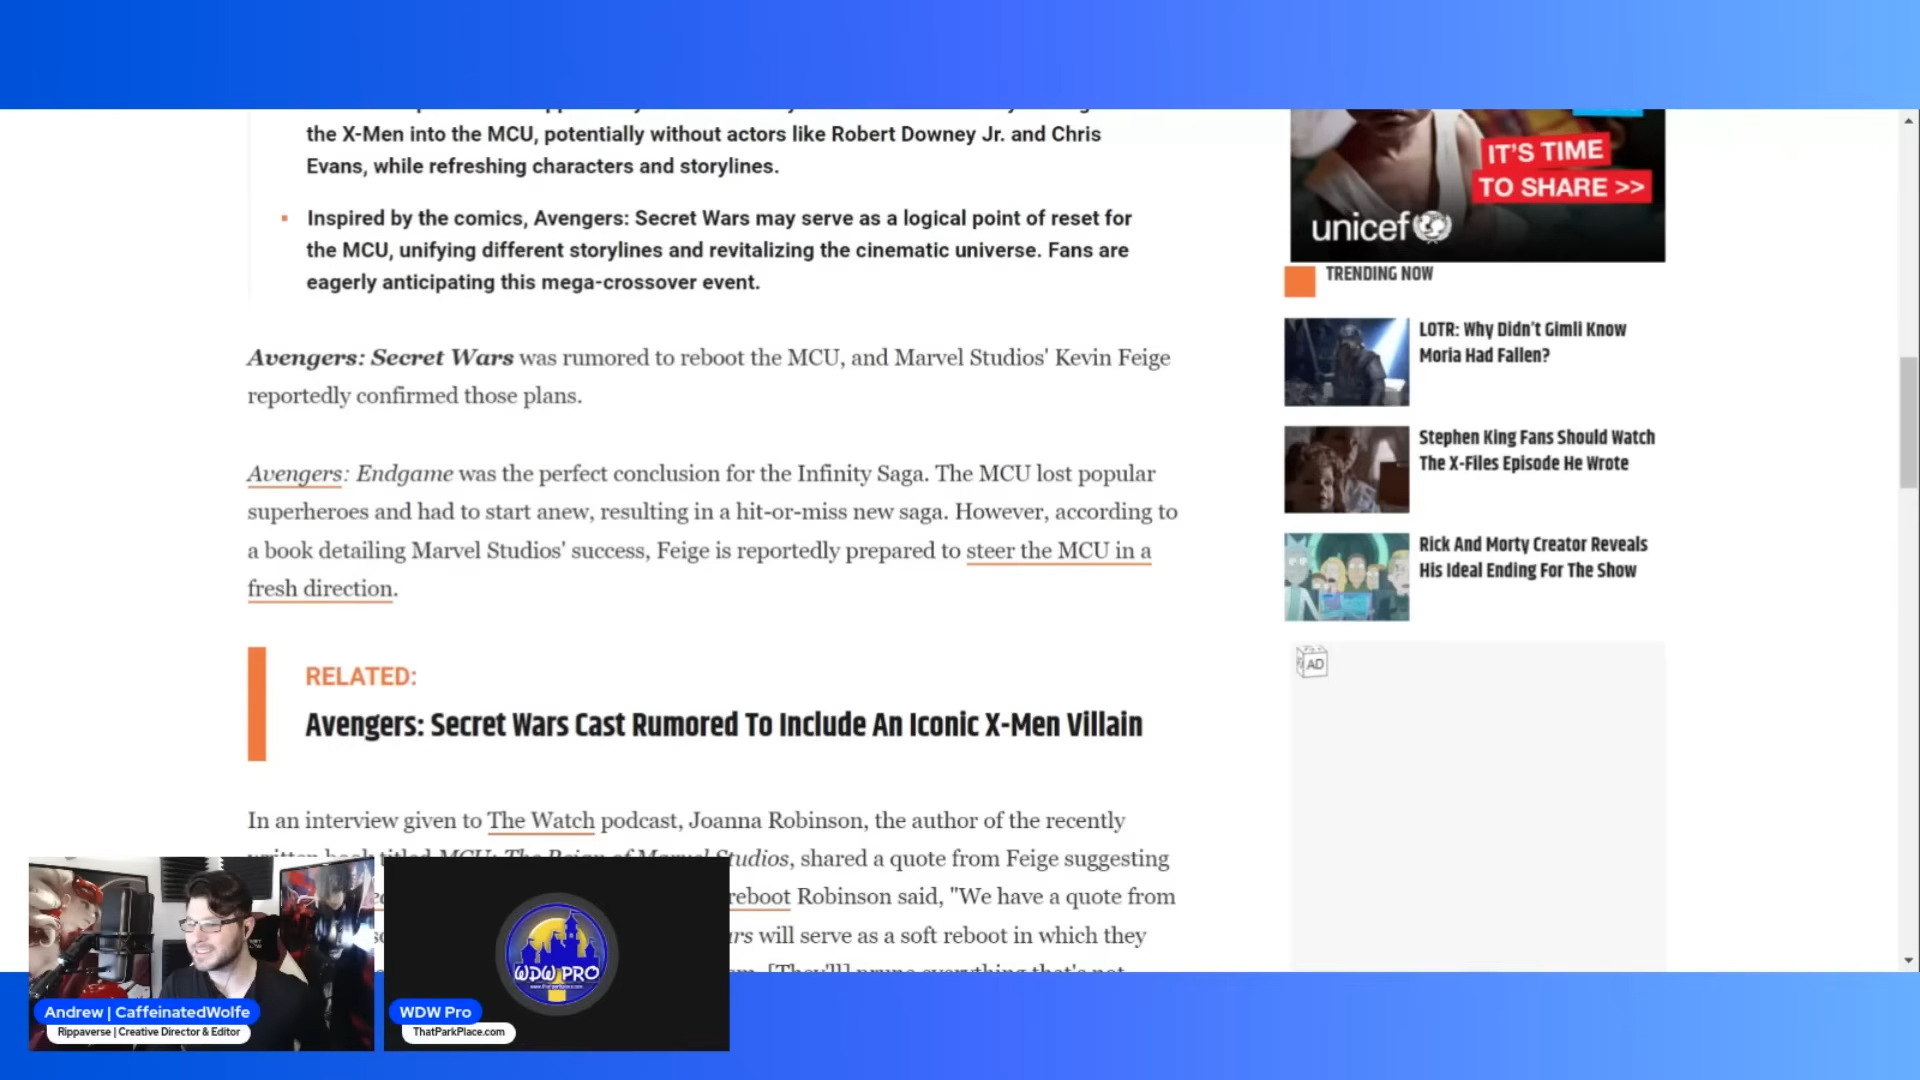 the X-Men into the MCU, potentially without actors like Robert Downey Jr. and Chris
Evans, while refreshing characters and storylines.
Inspired by the comics, Avengers: Secret Wars may serve as a logical point of reset for
the MCU, unifying different storylines and revitalizing the cinematic universe. Fans are
eagerly anticipating this mega-crossover event.
Avengers: Secret Wars was rumored to reboot the MCU, and Marvel Studios' Kevin Feige
reportedly confirmed those plans.
Avengers: Endgame was the perfect conclusion for the Infinity Saga. The MCU lost popular
superheroes and had to start anew, resulting in a hit-or-miss new saga. However, according to
a book detailing Marvel Studios' success, Feige is reportedly prepared to steer the MCU in a
fresh direction.
RELATED:
Avengers: Secret Wars Cast Rumored To Include An Iconic X-Men Villain
In an interview given to The Watch podcast, Joanna Robinson, the author of the recently
written book titled MCU: The Reign of Marvel Studios, shared a quote from Feige suggesting
reboot Robinson said, "We have a quote from
will serve as a soft reboot in which they
[They'll] prune everything that's not
IT'S TIME
TO SHARE >>
unicef
TRENDING NOW
LOTR: Why Didn't Gimli Know
Moria Had Fallen?
Stephen King Fans Should Watch
The X-Files Episode He Wrote
Rick And Morty Creator Reveals
His Ideal Ending For The Show
AD
Andrew | CaffeinatedWolfe
Rippaverse | Creative Director & Editor
WDW PRO
WDW Pro
ThatParkPlace.com